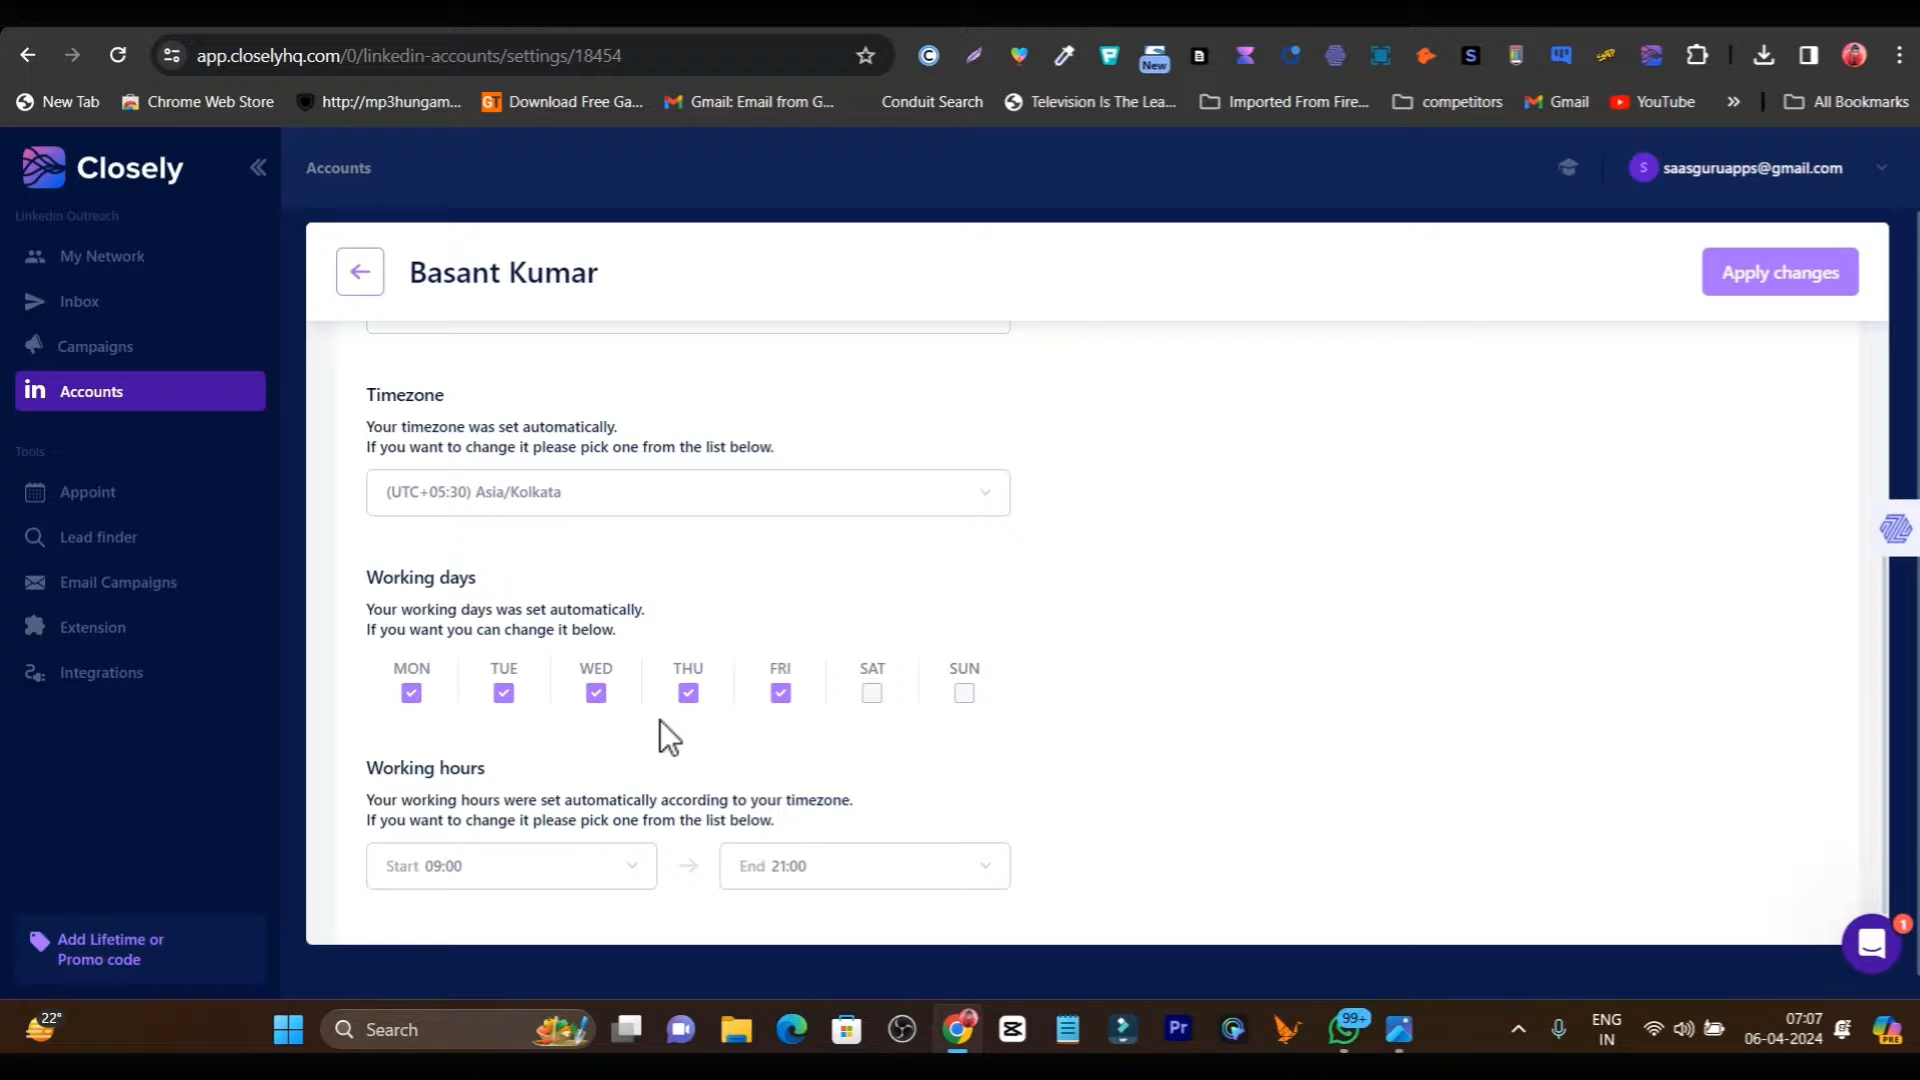 app.closelyhq.com/0/linkedin-accounts/settings/18454
New
New Tab
Chrome Web Store
http://mp3hungam...
GT
Download Free Ga...
Gmail: Email from G...
Conduit Search
Television Is The Lea...
Imported From Fire...
competitors
Gmail
YouTube
All Bookmarks
Closely
Accounts
S
saasguruapps@gmail.com
Linkedin Outreach
My Network
Inbox
Campaigns
in
Accounts
Tools
Appoint
Lead finder
Email Campaigns
Extension
Integrations
Add Lifetime or
Promo code
Basant Kumar
Apply changes
Timezone
Your timezone was set automatically.
If you want to change it please pick one from the list below.
(UTC+05:30) Asia/Kolkata
Working days
Your working days was set automatically.
If you want you can change it below.
MON TUE WED THU FRI SAT SUN
Working hours
Your working hours were set automatically according to your timezone.
If you want to change it please pick one from the list below.
Start 09:00
End 21:00
1
22°
Search
Pr
99+
ENG
IN
07:07
06-04-2024
PRE